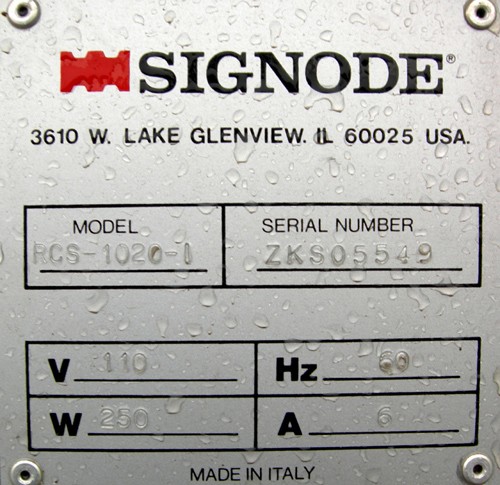 SIGNODE®
3610 W. LAKE GLENVIEW. IL 60025 USA.
MODEL SERIAL NUMBER
RCS-1020-1 ZKS05549
V 110 Hz 60
W 250 A 6
MADE IN ITALY